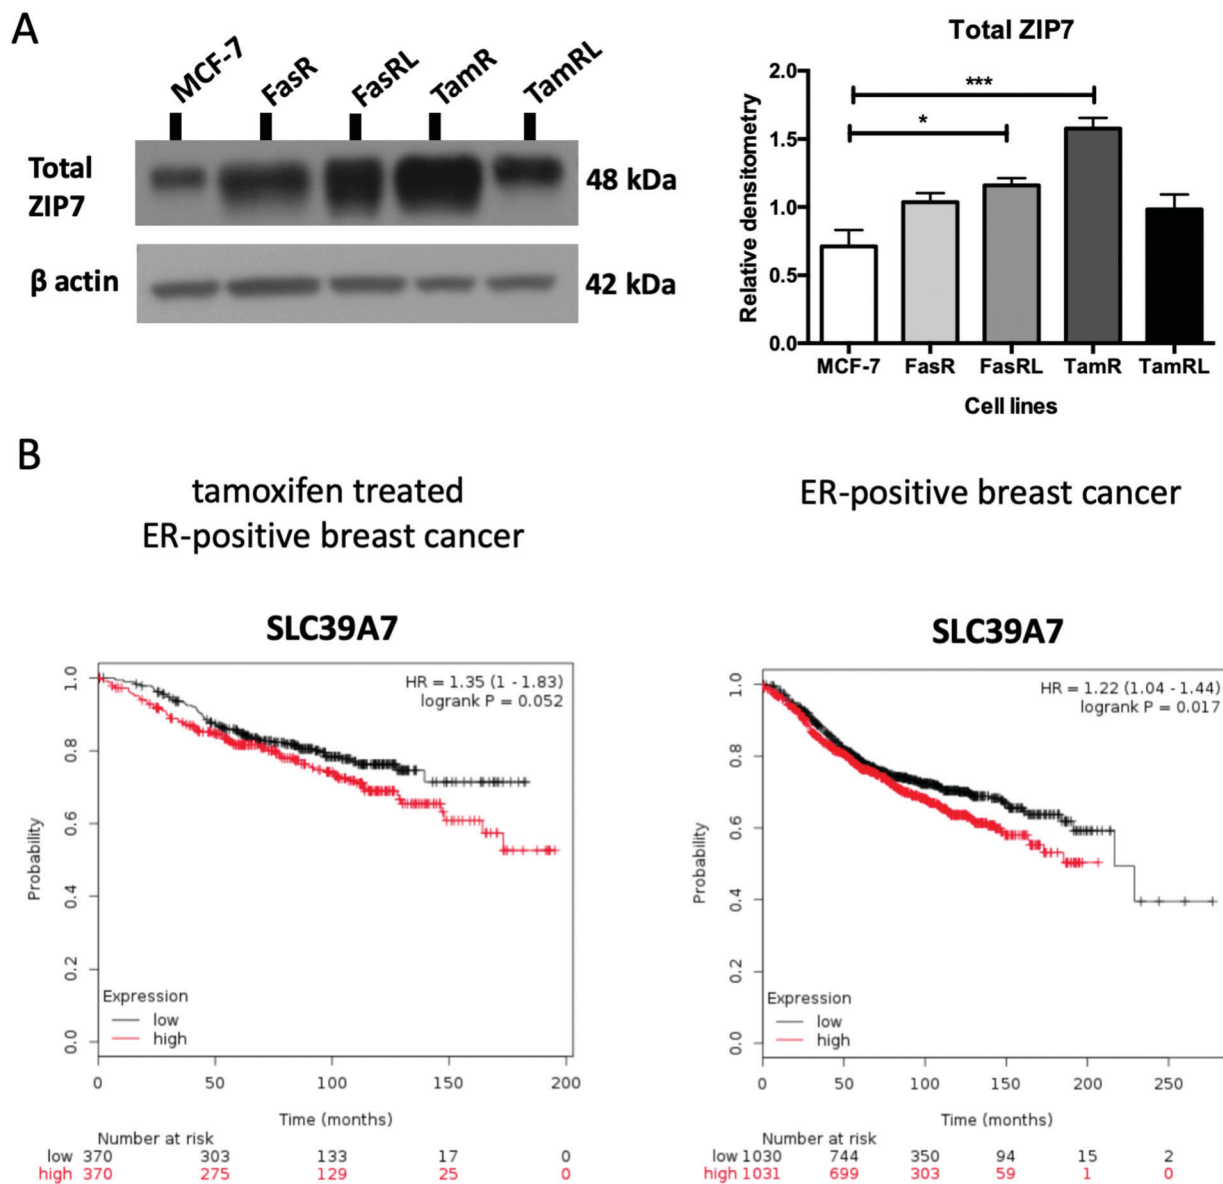 A
MCF-7
FasR
FasRL
TamR
TamRL
Total
ZIP7
48 kDa
β actin
42 kDa
Total ZIP7
Relative densitometry
2.0
1.5
1.0
0.5
0.0
***
*
MCF-7 FasR FasRL TamR TamRL
Cell lines
B
tamoxifen treated
ER-positive breast cancer
SLC39A7
HR = 1.35 (1 - 1.83)
logrank P = 0.052
Probability
1.0
0.8
0.6
0.4
0.2
0.0
Expression
low
high
0 50 100 150 200
Time (months)
Number at risk
low 370 303 133 17 0
high 370 275 129 25 0
ER-positive breast cancer
SLC39A7
HR = 1.22 (1.04 - 1.44)
logrank P = 0.017
Probability
1.0
0.8
0.6
0.4
0.2
0.0
Expression
low
high
0 50 100 150 200 250
Time (months)
Number at risk
low 1030 744 350 94 15 2
high 1031 699 303 59 1 0